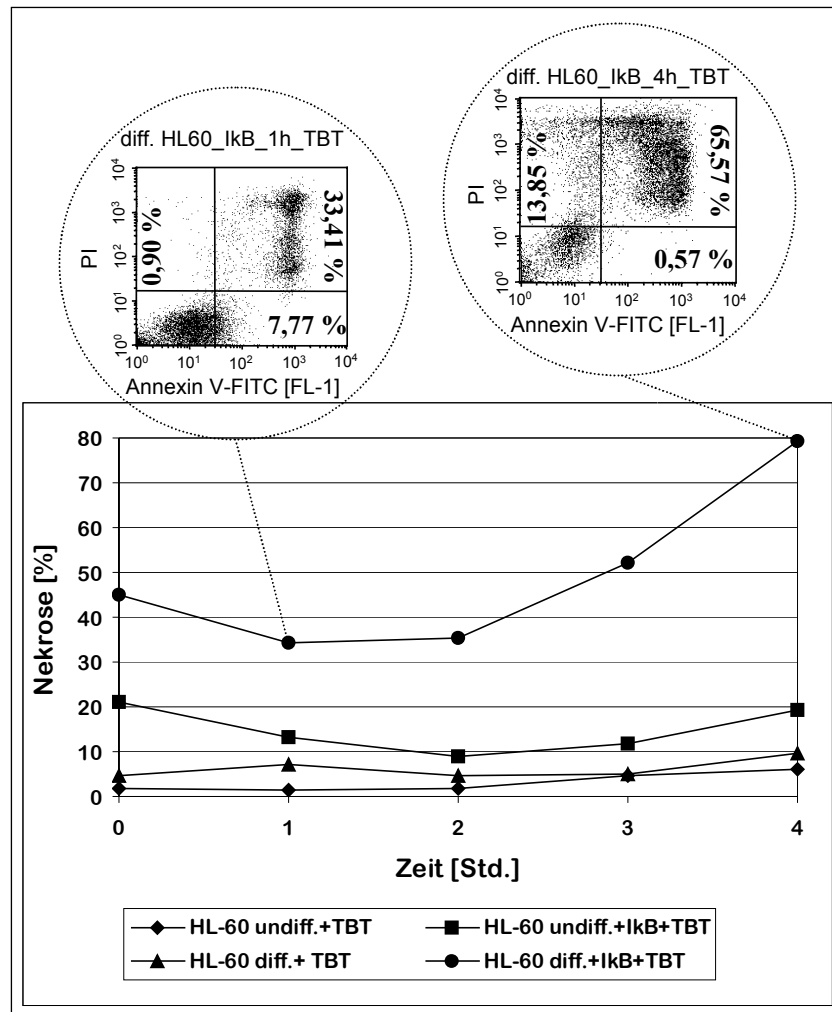 diff. HL60_IkB_1h_TBT
10⁴
10³
10²
10¹
10⁰
PI
0,90 %
33,41 %
7,77 %
10⁰ 10¹ 10² 10³ 10⁴
Annexin V-FITC [FL-1]
diff. HL60_IkB_4h_TBT
10⁴
10³
10²
10¹
10⁰
PI
13,85 %
65,57 %
0,57 %
10⁰ 10¹ 10² 10³ 10⁴
Annexin V-FITC [FL-1]
80
70
60
50
40
30
20
10
0
Nekrose [%]
0 1 2 3 4
Zeit [Std.]
HL-60 undiff.+TBT
HL-60 undiff.+IkB+TBT
HL-60 diff.+ TBT
HL-60 diff.+IkB+TBT